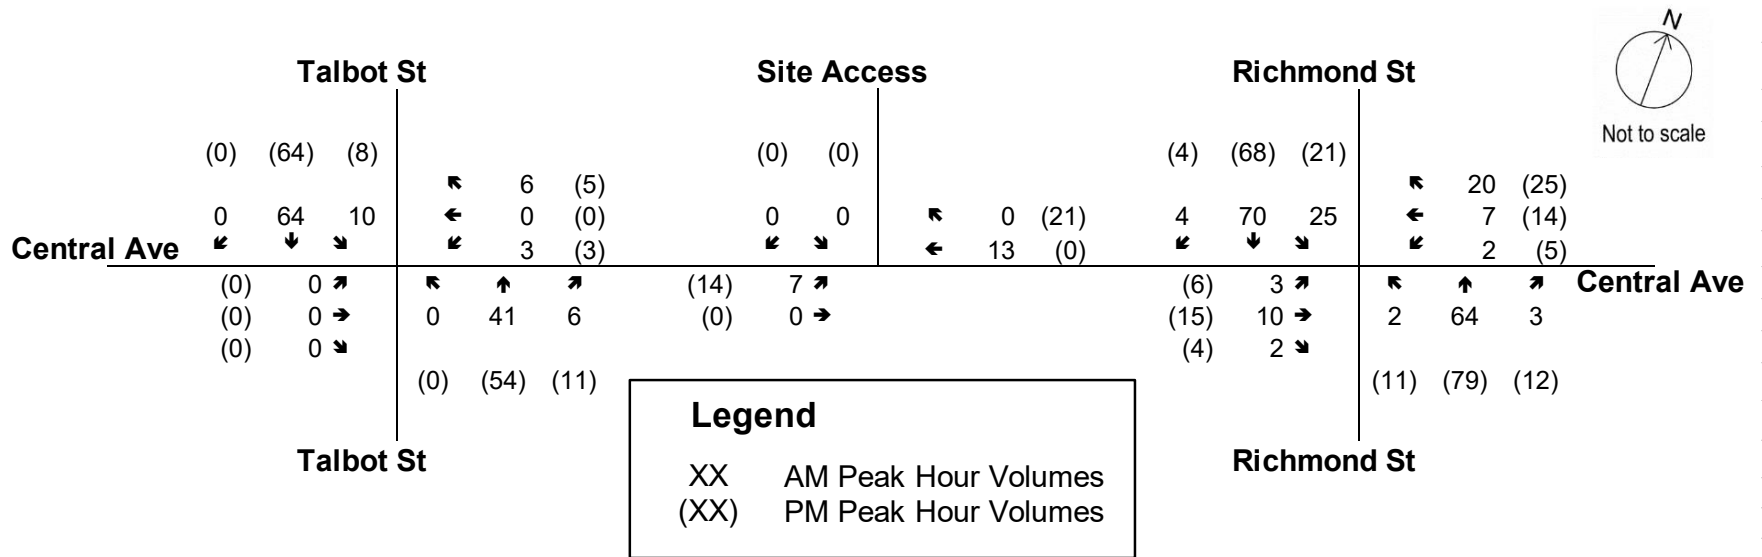 N
Not to scale
Talbot St Site Access Richmond St
(0) (64) (8) (0) (0) (4) (68) (21)
6 (5) 20 (25)
0 64 10 0 (0) 0 0 0 (21) 4 70 25 7 (14)
Central Ave 3 (3) 13 (0) 2 (5)
(0) 0 (14) 7 (6) 3 Central Ave
(0) 0 0 41 6 (0) 0 (15) 10 2 64 3
(0) 0 (4) 2
(0) (54) (11) (11) (79) (12)
Legend
Talbot St Richmond St
XX AM Peak Hour Volumes
(XX) PM Peak Hour Volumes